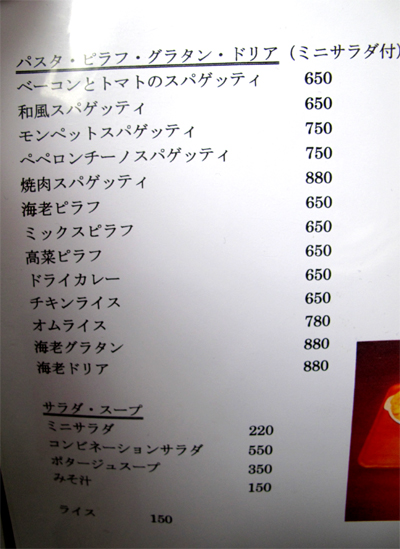 パスタ・ピラフ・グラタン・ドリア（ミニサラダ付）
ベーコンとトマトのスパゲッティ 650
和風スパゲッティ 650
モンペットスパゲッティ 750
ペペロンチーノスパゲッティ 750
焼肉スパゲッティ 880
海老ピラフ 650
ミックスピラフ 650
高菜ピラフ 650
ドライカレー 650
チキンライス 650
オムライス 780
海老グラタン 880
海老ドリア 880
サラダ・スープ
ミニサラダ 220
コンビネーションサラダ 550
ポタージュスープ 350
みそ汁 150
ライス 150